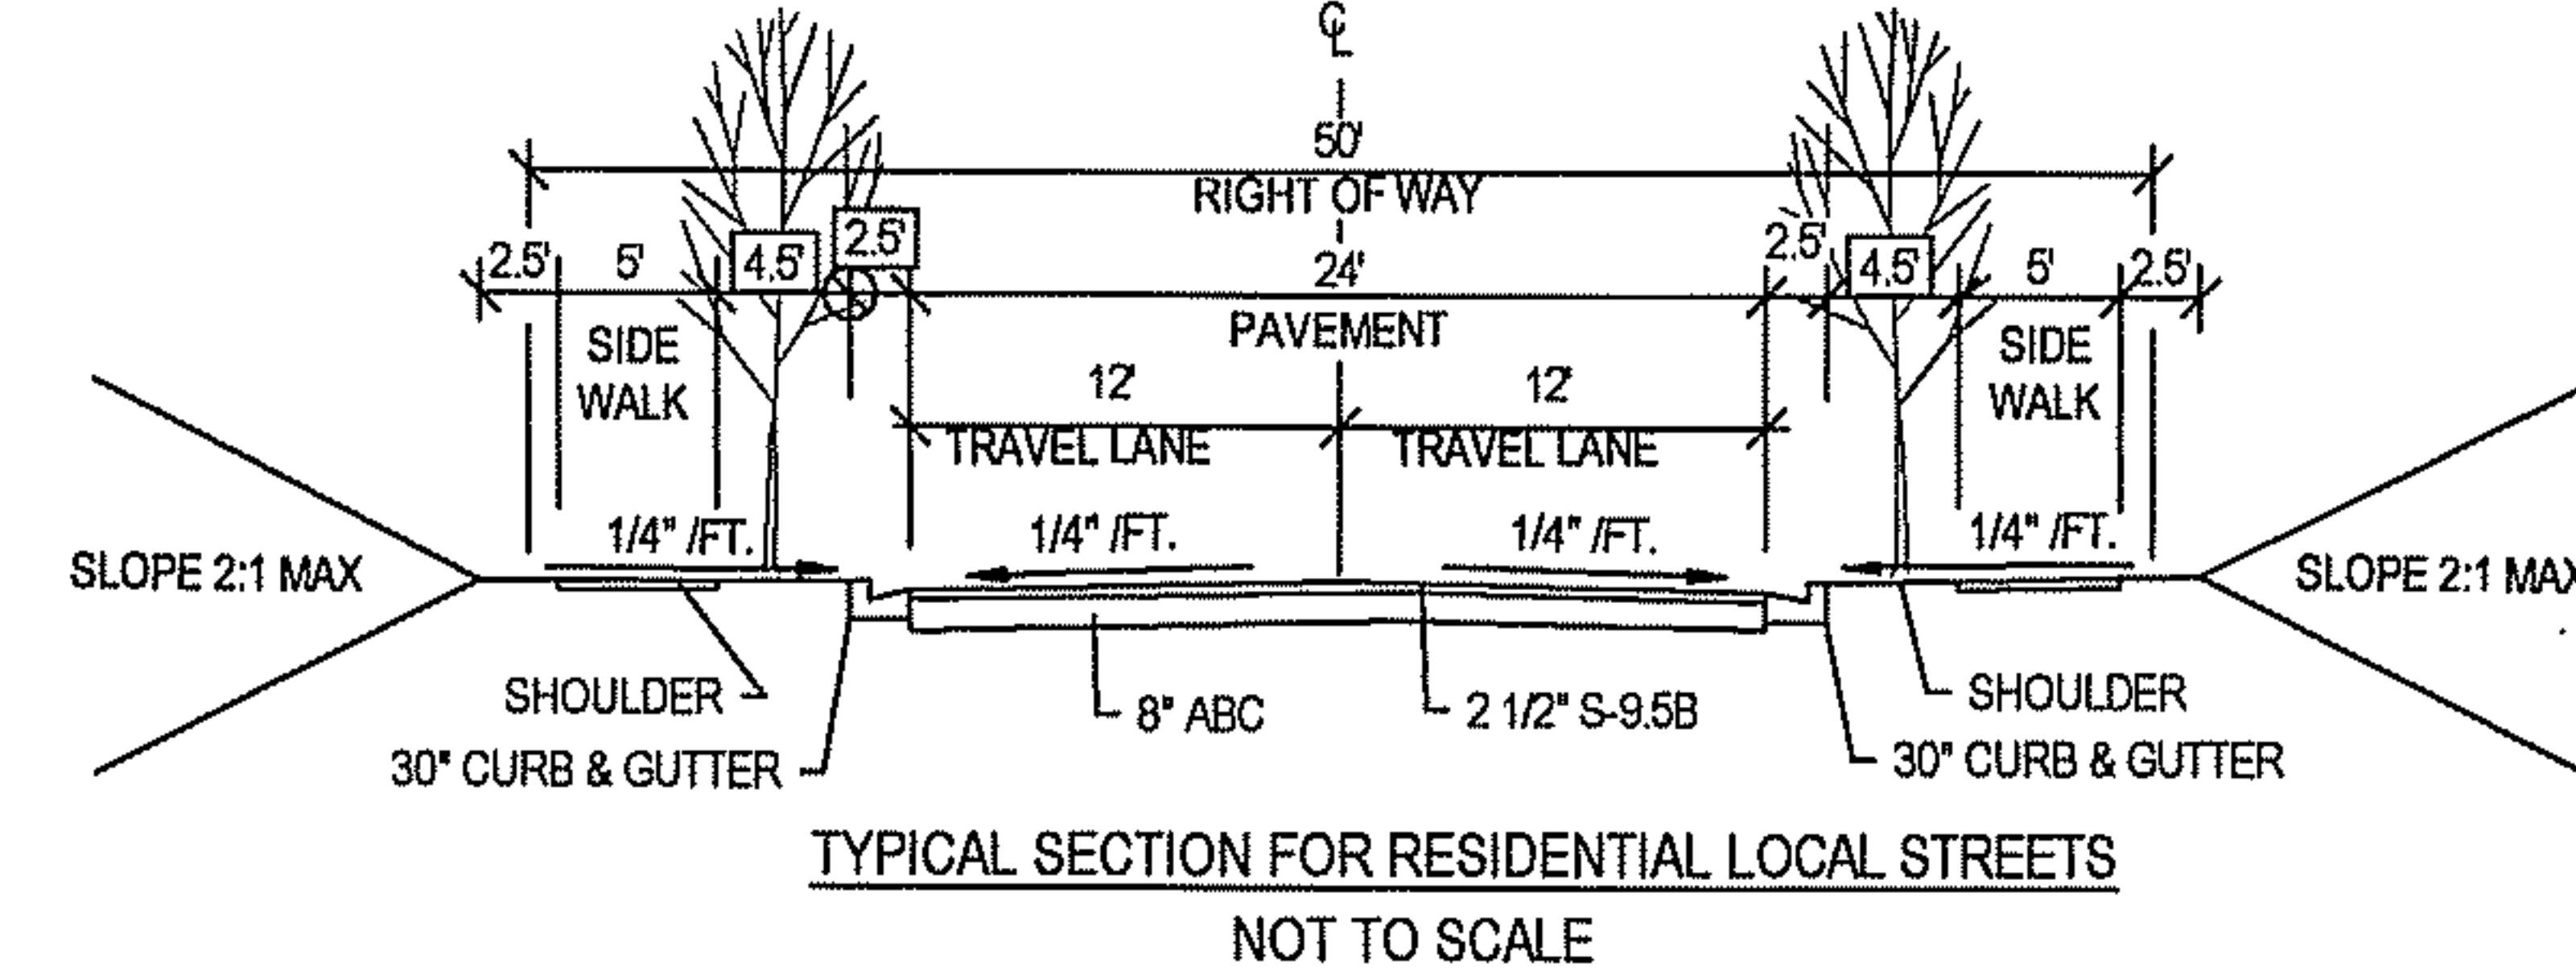 ℄
50'
RIGHT OF WAY
2.5' 5' 4.5' 2.5' 24' 2.5' 4.5' 5' 2.5'
PAVEMENT
SIDE
WALK
SIDE
WALK
12' 12'
TRAVEL LANE TRAVEL LANE
1/4" /FT. 1/4" /FT. 1/4" /FT. 1/4" /FT.
SLOPE 2:1 MAX SLOPE 2:1 MAX
SHOULDER 8" ABC 2 1/2" S-9.5B SHOULDER
30" CURB & GUTTER 30" CURB & GUTTER
TYPICAL SECTION FOR RESIDENTIAL LOCAL STREETS
NOT TO SCALE